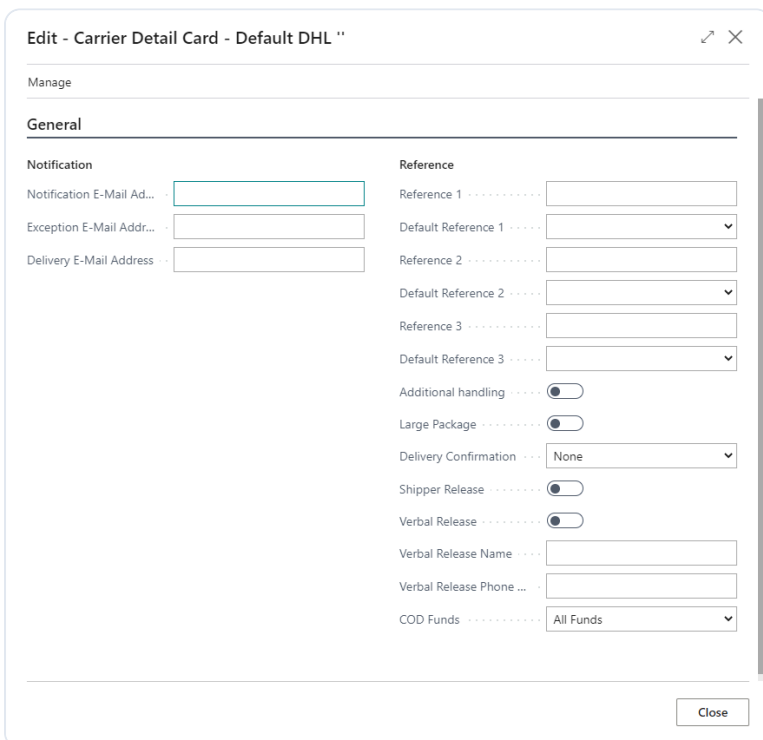 Edit - Carrier Detail Card - Default DHL ''
Manage
General
Notification
Notification E-Mail Ad...
Exception E-Mail Addr...
Delivery E-Mail Address
Reference
Reference 1
Default Reference 1
Reference 2
Default Reference 2
Reference 3
Default Reference 3
Additional handling
Large Package
Delivery Confirmation None
Shipper Release
Verbal Release
Verbal Release Name
Verbal Release Phone ...
COD Funds All Funds
Close